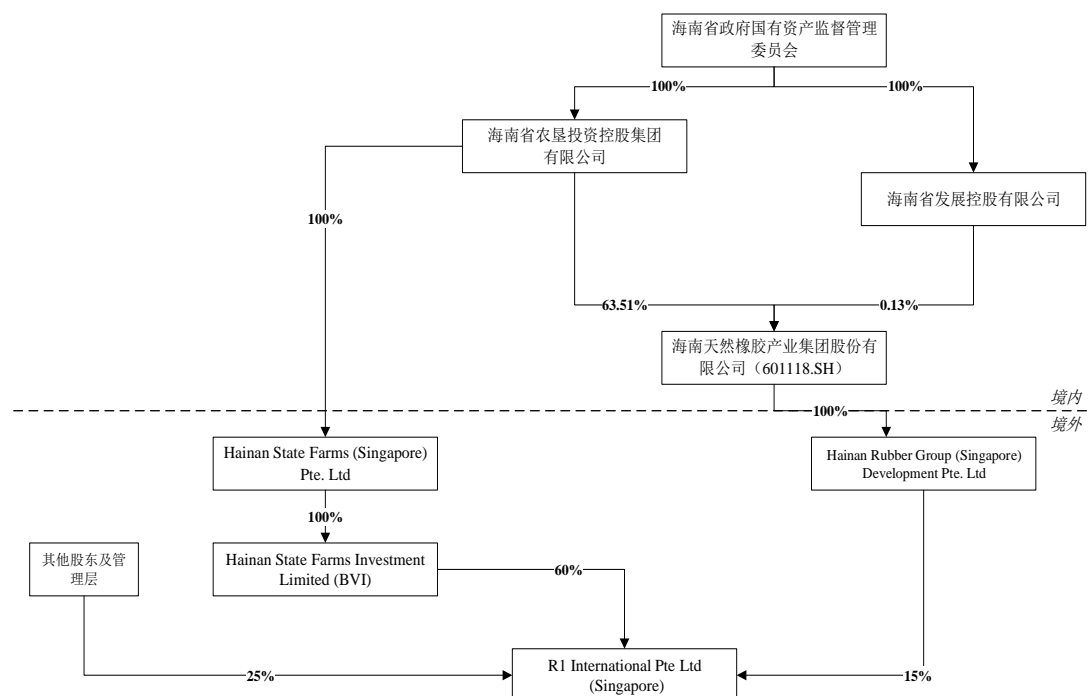 海南省政府国有资产监督管理
委员会
100%
100%
海南省农垦投资控股集团
有限公司
海南省发展控股有限公司
100%
63.51%
0.13%
海南天然橡胶产业集团股份有
限公司（601118.SH）
境内
100%
境外
Hainan State Farms (Singapore)
Pte. Ltd
Hainan Rubber Group (Singapore)
Development Pte. Ltd
100%
其他股东及管
理层
Hainan State Farms Investment
Limited (BVI)
60%
R1 International Pte Ltd
(Singapore)
25%
15%